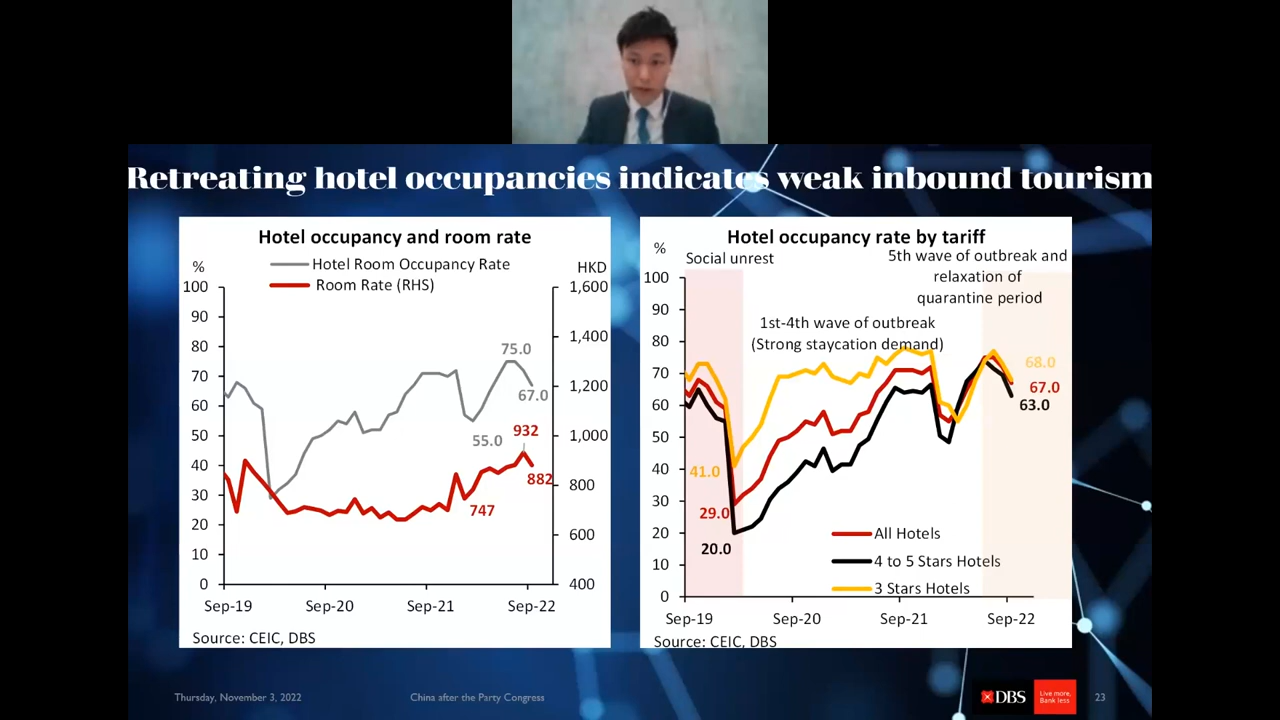 Retreating hotel occupancies indicates weak inbound tourism
Hotel occupancy and room rate
%
HKD
Hotel Room Occupancy Rate
Room Rate (RHS)
100
90
80
70
60
50
40
30
20
10
0
1,600
1,400
1,200
1,000
800
600
400
75.0
67.0
55.0
932
882
747
Sep-19
Sep-20
Sep-21
Sep-22
Source: CEIC, DBS
Hotel occupancy rate by tariff
%
Social unrest
5th wave of outbreak and
relaxation of
quarantine period
1st-4th wave of outbreak
(Strong staycation demand)
100
90
80
70
60
50
40
30
20
10
0
68.0
67.0
63.0
41.0
29.0
20.0
All Hotels
4 to 5 Stars Hotels
3 Stars Hotels
Sep-19
Sep-20
Sep-21
Sep-22
Source: CEIC, DBS
Thursday, November 3, 2022
China after the Party Congress
DBS
Live more,
Bank less
23